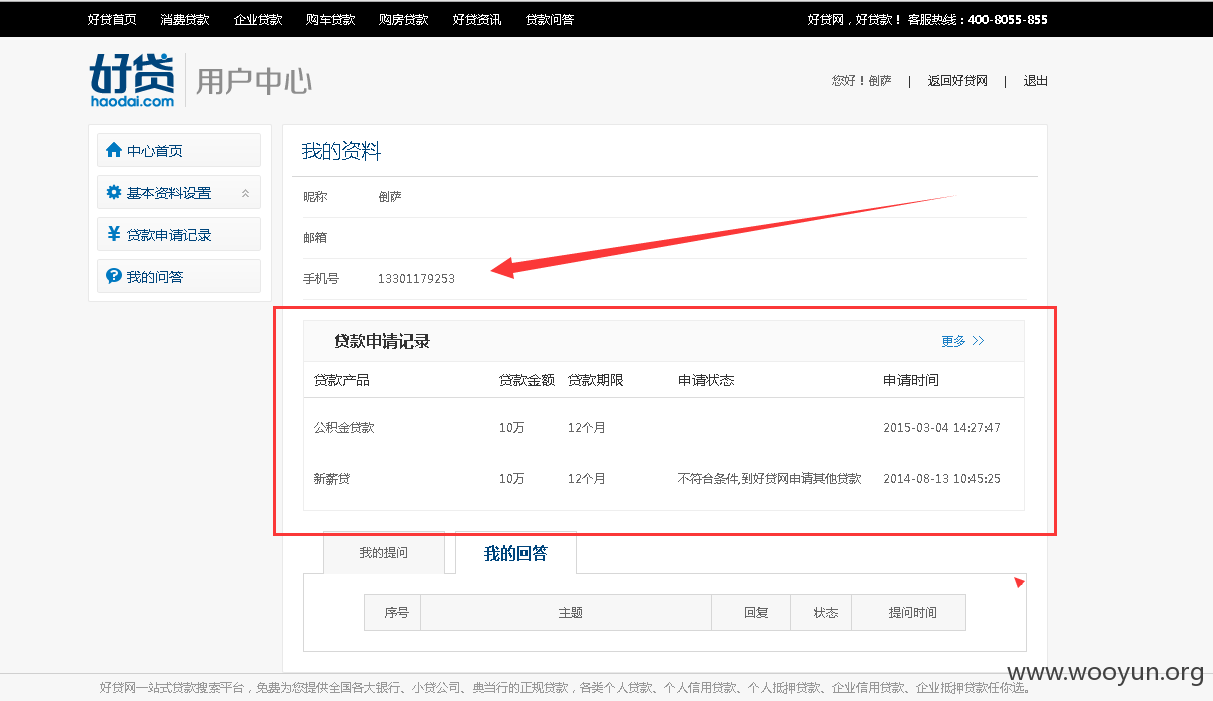 好贷首页 消费贷款 企业贷款 购车贷款 购房贷款 好贷资讯 贷款问答 好贷网，好贷款！ 客服热线：400-8055-855
好贷
haodai.com
用户中心
您好！倒萨 | 返回好贷网 | 退出
中心首页
基本资料设置
贷款申请记录
我的问答
我的资料
昵称 倒萨
邮箱
手机号 13301179253
贷款申请记录 更多 >>
贷款产品 贷款金额 贷款期限 申请状态 申请时间
公积金贷款 10万 12个月 2015-03-04 14:27:47
新薪贷 10万 12个月 不符合条件,到好贷网申请其他贷款 2014-08-13 10:45:25
我的提问 我的回答
序号 主题 回复 状态 提问时间
www.wooyun.org
好贷网一站式贷款搜索平台，免费为您提供全国各大银行、小贷公司、典当行的正规贷款，各类个人贷款、个人信用贷款、个人抵押贷款、企业信用贷款、企业抵押贷款任你选。